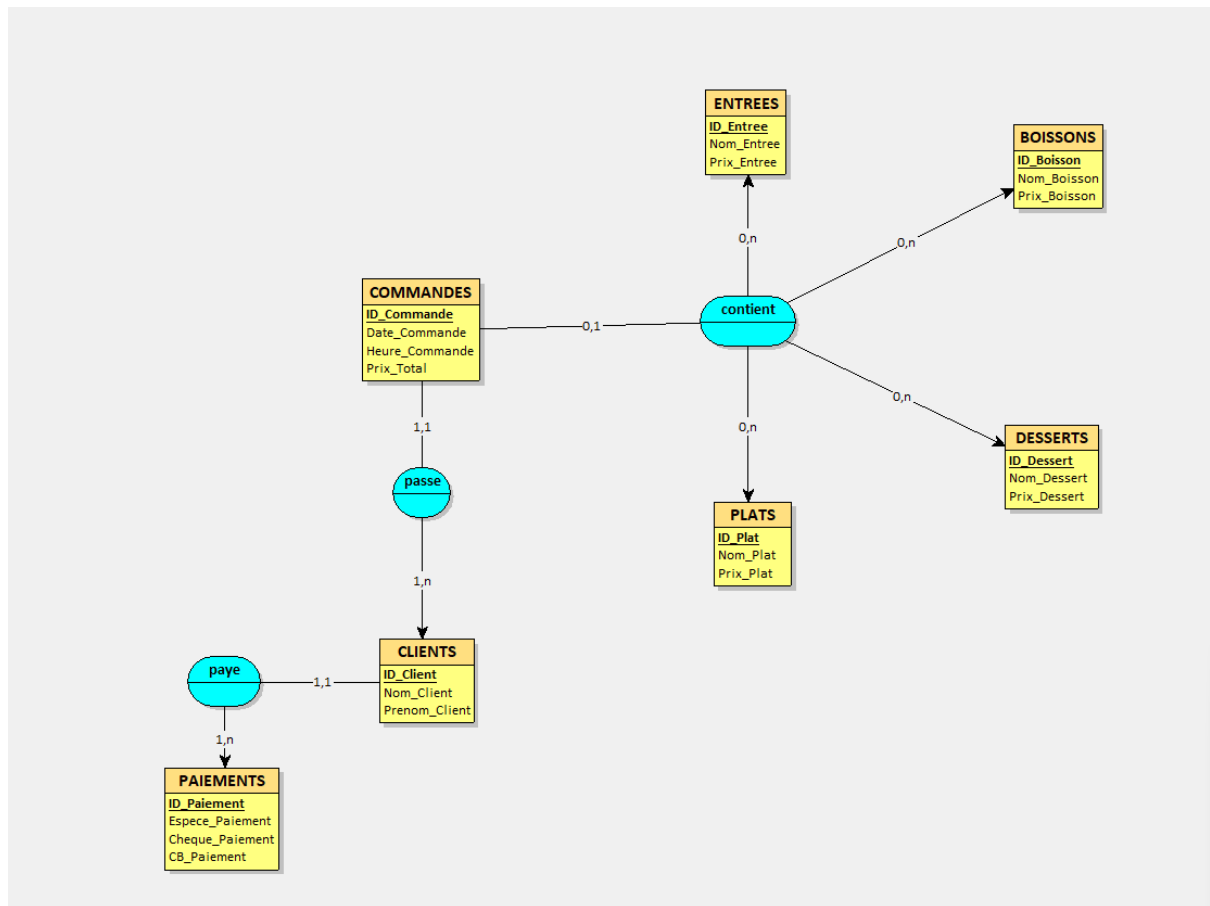 ENTREES
ID_Entree
Nom_Entree
Prix_Entree
BOISSONS
ID_Boisson
Nom_Boisson
Prix_Boisson
0,n
0,n
COMMANDES
ID_Commande
Date_Commande
Heure_Commande
Prix_Total
0,1
contient
1,1
0,n
0,n
passe
DESSERTS
ID_Dessert
Nom_Dessert
Prix_Dessert
PLATS
ID_Plat
Nom_Plat
Prix_Plat
1,n
CLIENTS
ID_Client
Nom_Client
Prenom_Client
paye
1,1
1,n
PAIEMENTS
ID_Paiement
Espece_Paiement
Cheque_Paiement
CB_Paiement